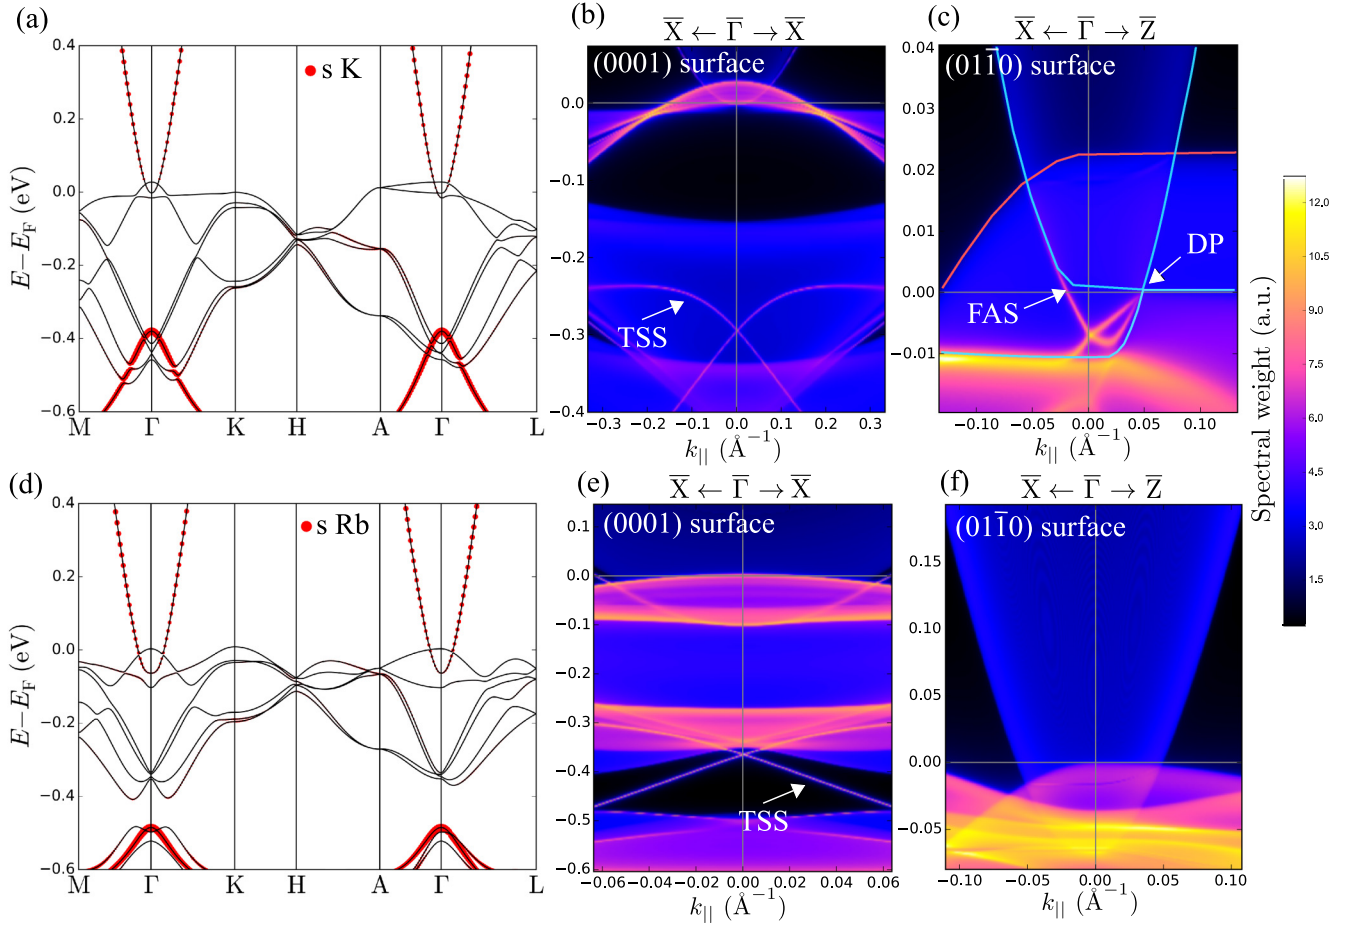 (a)
s K
E−E_F (eV)
0.4
0.2
0.0
−0.2
−0.4
−0.6
M Γ K H A Γ L
(b)
X̅ ← Γ̅ → X̅
(0001) surface
TSS
0.0
−0.1
−0.2
−0.3
−0.4
−0.3 −0.2 −0.1 0.0 0.1 0.2 0.3
k_|| (Å⁻¹)
(c)
X̅ ← Γ̅ → Z̅
(011̅0) surface
DP
FAS
0.04
0.03
0.02
0.01
0.00
−0.01
−0.10 −0.05 0.00 0.05 0.10
k_|| (Å⁻¹)
Spectral weight (a.u.)
12.0
10.5
9.0
7.5
6.0
4.5
3.0
1.5
(d)
s Rb
E−E_F (eV)
0.4
0.2
0.0
−0.2
−0.4
−0.6
M Γ K H A Γ L
(e)
X̅ ← Γ̅ → X̅
(0001) surface
TSS
0.1
0.0
−0.1
−0.2
−0.3
−0.4
−0.5
−0.6
−0.06 −0.04 −0.02 0.00 0.02 0.04 0.06
k_|| (Å⁻¹)
(f)
X̅ ← Γ̅ → Z̅
(011̅0) surface
0.15
0.10
0.05
0.00
−0.05
−0.10 −0.05 0.00 0.05 0.10
k_|| (Å⁻¹)